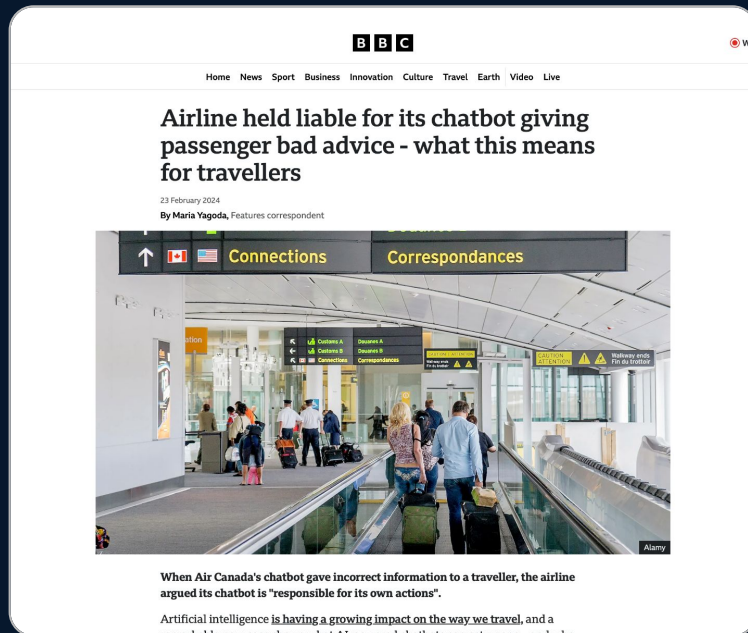 BBC
Home News Sport Business Innovation Culture Travel Earth Video Live
Airline held liable for its chatbot giving
passenger bad advice - what this means
for travellers
23 February 2024
By Maria Yagoda, Features correspondent
↑ Connections Correspondances
Customs A Douanes A
Customs B Douanes B
Connections Correspondances
CAUTION ATTENTION
Walkway ends
Fin du trottoir
Alamy
When Air Canada's chatbot gave incorrect information to a traveller, the airline
argued its chatbot is "responsible for its own actions".
Artificial intelligence is having a growing impact on the way we travel, and a